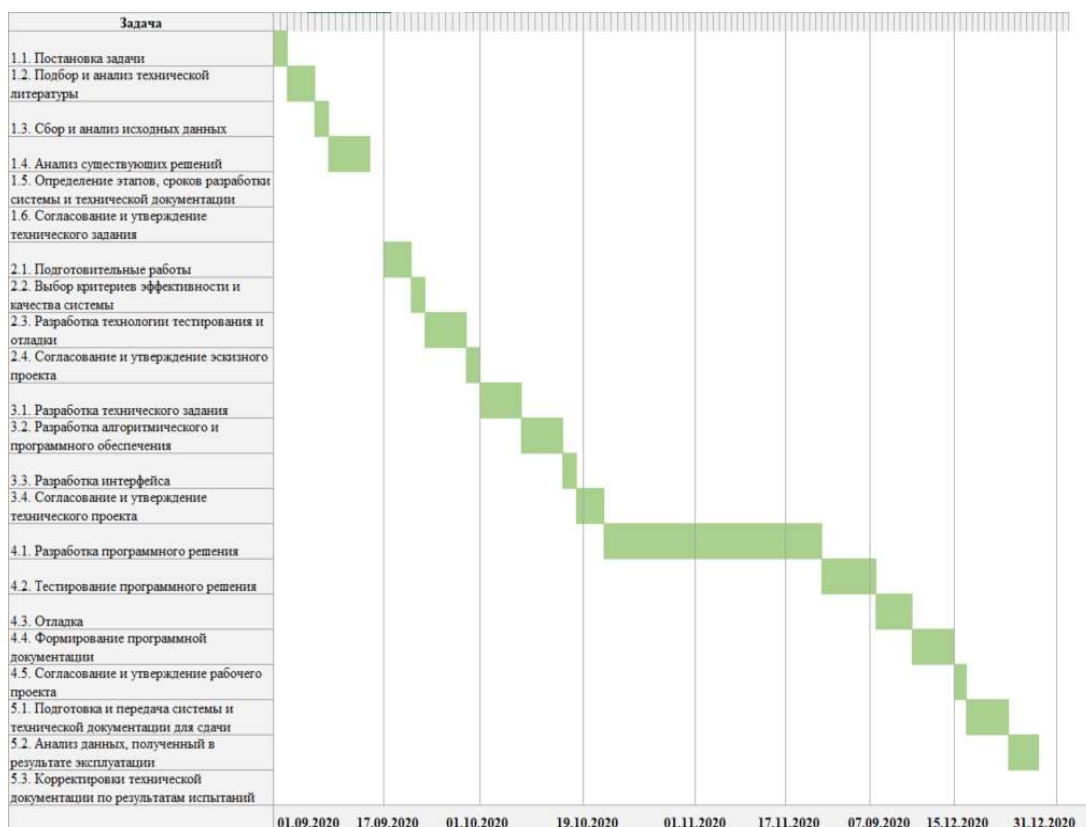 Задача
1.1. Постановка задачи
1.2. Подбор и анализ технической
литературы
1.3. Сбор и анализ исходных данных
1.4. Анализ существующих решений
1.5. Определение этапов, сроков разработки
системы и технической документации
1.6. Согласование и утверждение
технического задания
2.1. Подготовительные работы
2.2. Выбор критериев эффективности и
качества системы
2.3. Разработка технологии тестирования и
отладки
2.4. Согласование и утверждение эскизного
проекта
3.1. Разработка технического задания
3.2. Разработка алгоритмического и
программного обеспечения
3.3. Разработка интерфейса
3.4. Согласование и утверждение
технического проекта
4.1. Разработка программного решения
4.2. Тестирование программного решения
4.3. Отладка
4.4. Формирование программной
документации
4.5. Согласование и утверждение рабочего
проекта
5.1. Подготовка и передача системы и
технической документации для сдачи
5.2. Анализ данных, полученный в
результате эксплуатации
5.3. Корректировки технической
документации по результатам испытаний
01.09.2020 17.09.2020 01.10.2020 19.10.2020 01.11.2020 17.11.2020 07.09.2020 15.12.2020 31.12.2020